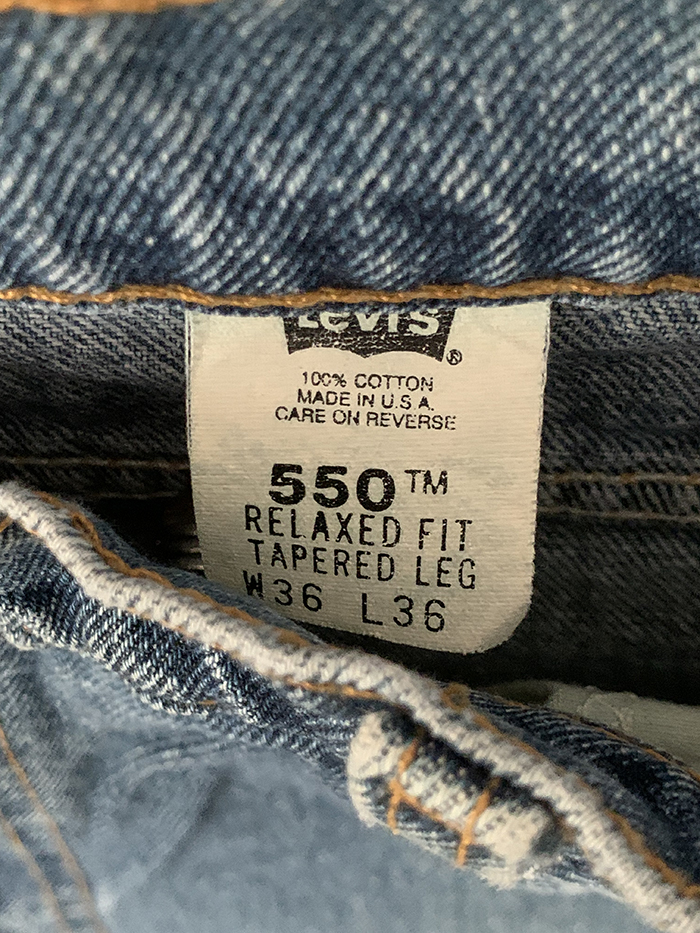 Levi's ®
100% COTTON
MADE IN U.S.A.
CARE ON REVERSE
550™
RELAXED FIT
TAPERED LEG
W36 L36